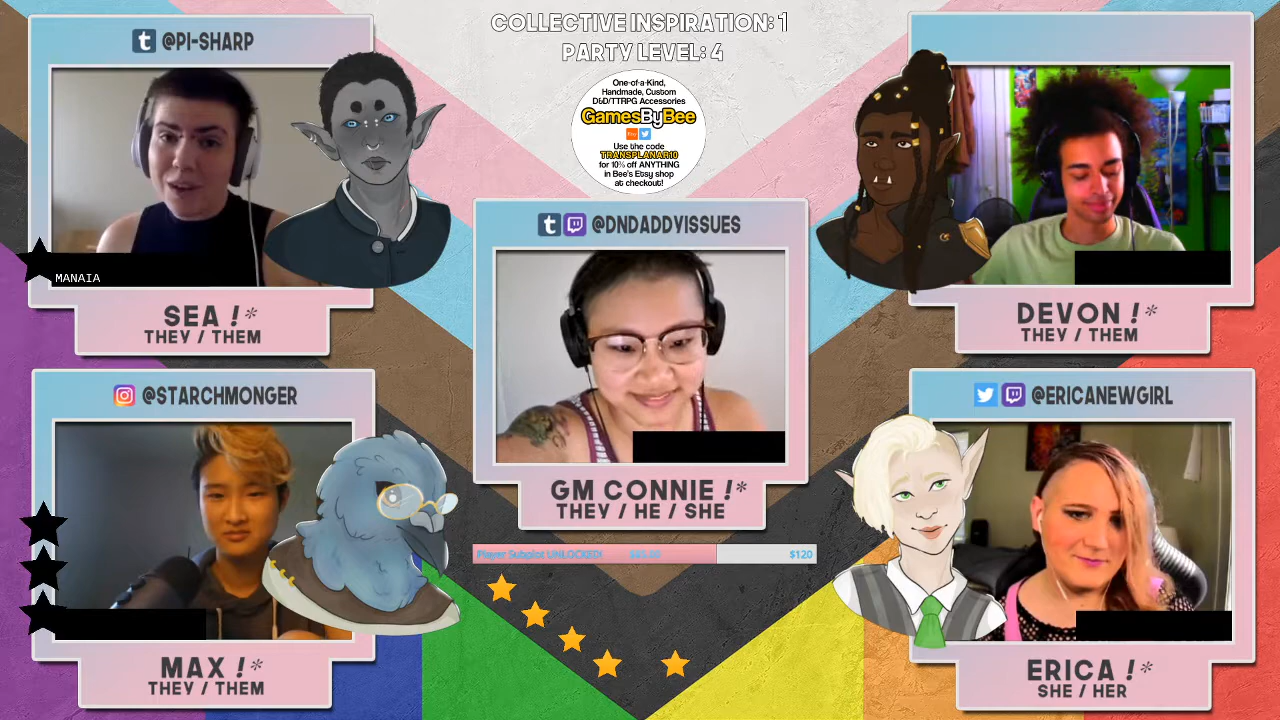 COLLECTIVE INSPIRATION: 1
PARTY LEVEL: 4
t @PI-SHARP
One-of-a-Kind,
Handmade, Custom
D&D/TTRPG Accessories
GamesByBee
Etsy
Use the code
TRANSPLANAR10
for 10% off ANYTHING
in Bee's Etsy shop
at checkout!
MANAIA
SEA !*
THEY / THEM
t @DNDADDYISSUES
DEVON !*
THEY / THEM
@STARCHMONGER
@ERICANEWGIRL
GM CONNIE !*
THEY / HE / SHE
Player Subplot UNLOCKED! $120
MAX !*
THEY / THEM
ERICA !*
SHE / HER